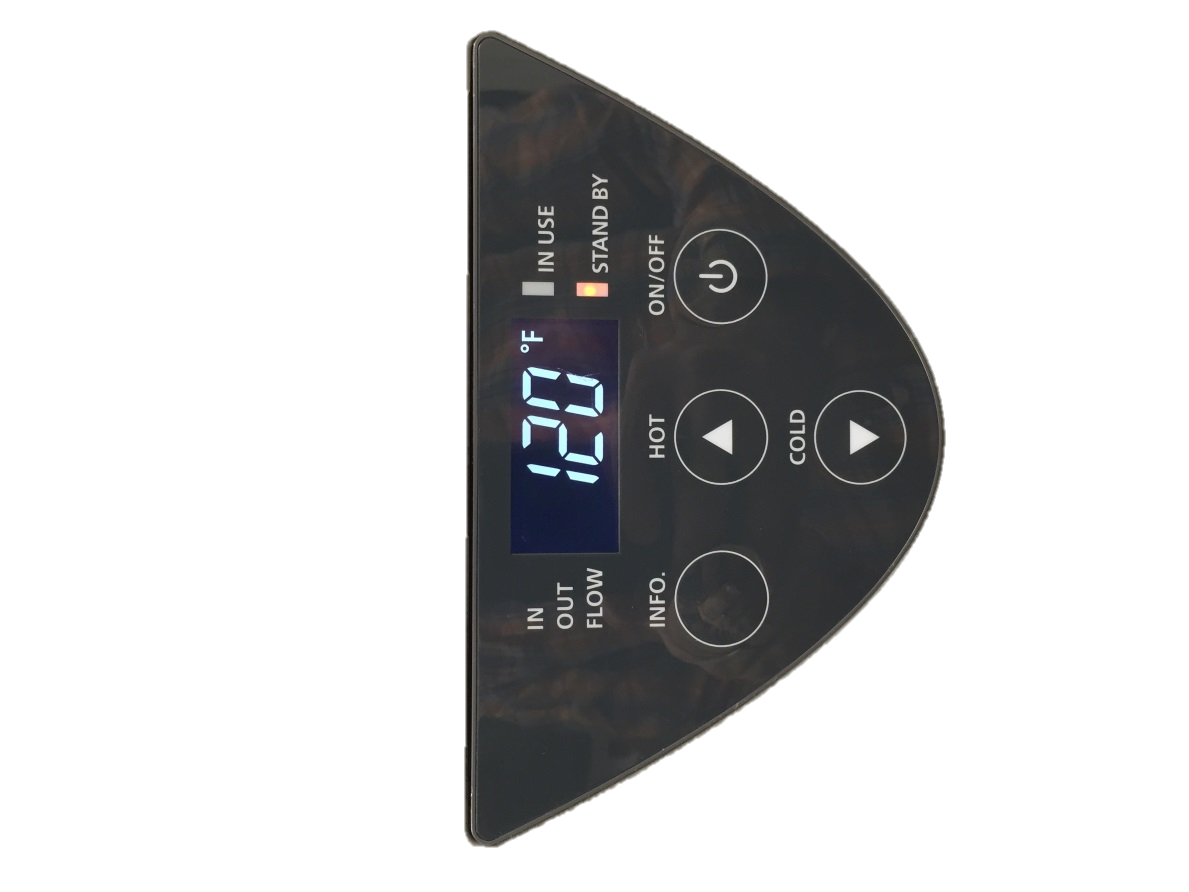 IN
OUT
FLOW
120 °F
IN USE
STAND BY
INFO.
HOT
ON/OFF
COLD